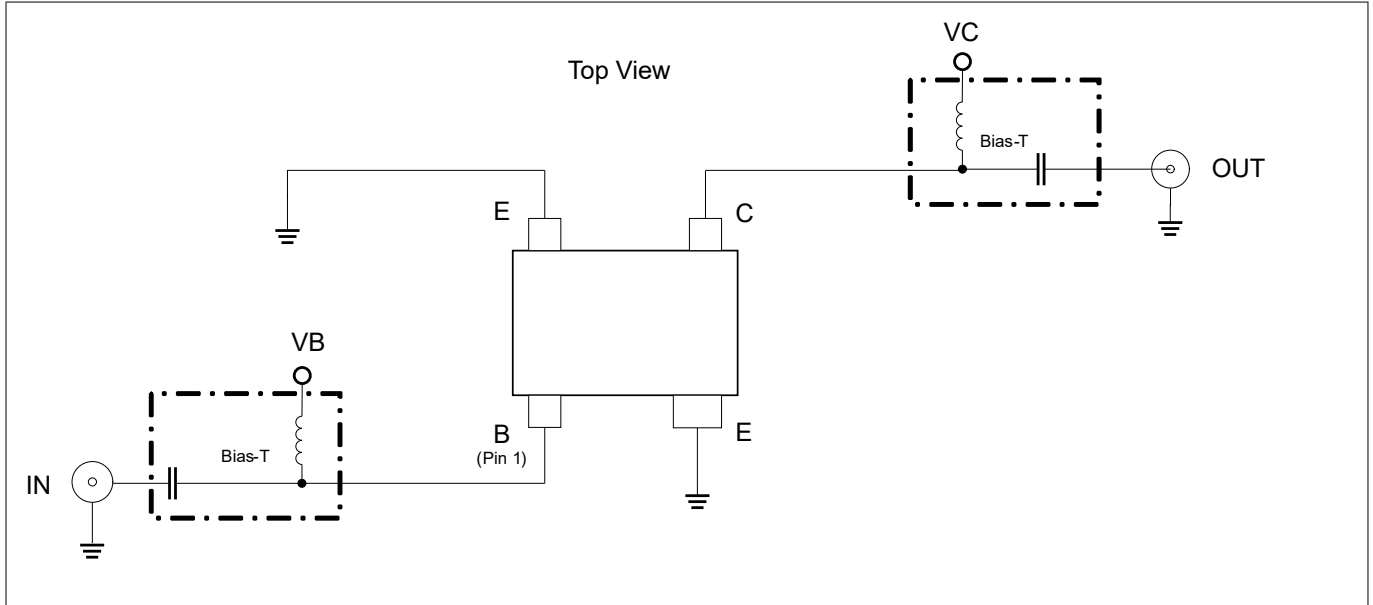 VC
Top View
Bias-T
OUT
E
C
VB
B
(Pin 1)
E
Bias-T
IN